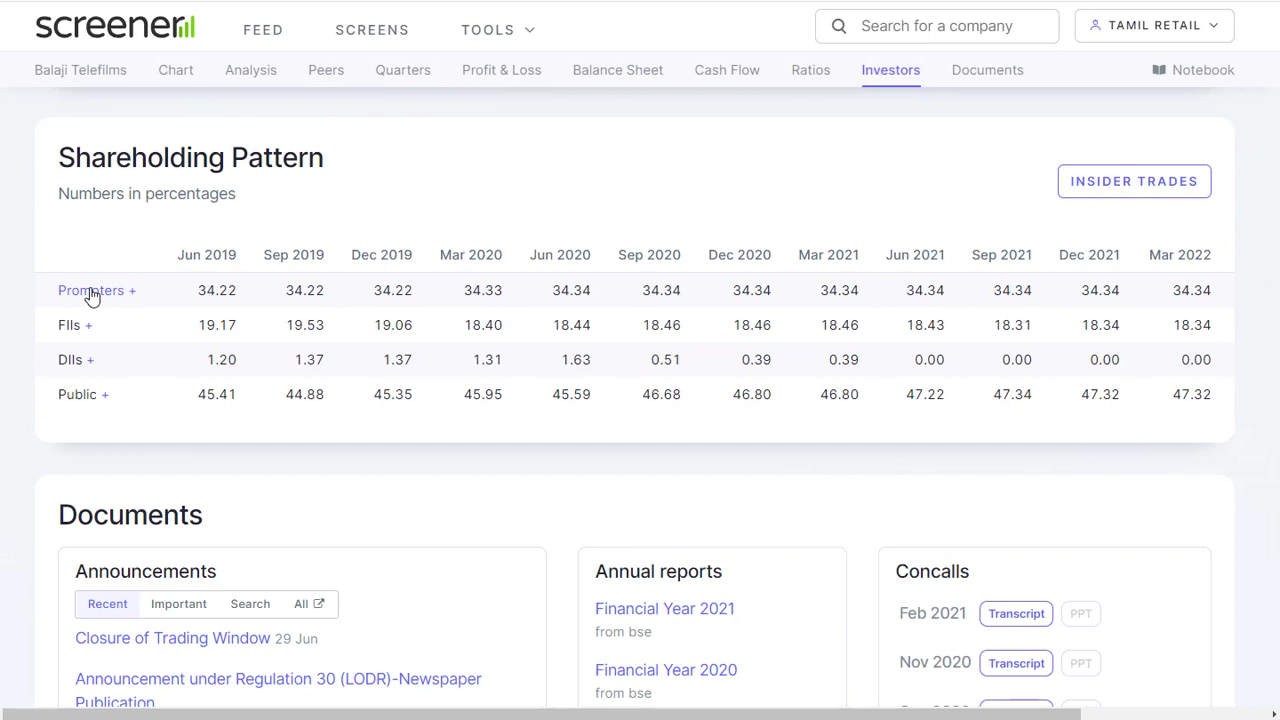 screener FEED SCREENS TOOLS Search for a company TAMIL RETAIL
Balaji Telefilms Chart Analysis Peers Quarters Profit & Loss Balance Sheet Cash Flow Ratios Investors Documents Notebook
Shareholding Pattern
Numbers in percentages
INSIDER TRADES
Jun 2019 Sep 2019 Dec 2019 Mar 2020 Jun 2020 Sep 2020 Dec 2020 Mar 2021 Jun 2021 Sep 2021 Dec 2021 Mar 2022
Promoters + 34.22 34.22 34.22 34.33 34.34 34.34 34.34 34.34 34.34 34.34 34.34 34.34
FIIs + 19.17 19.53 19.06 18.40 18.44 18.46 18.46 18.46 18.43 18.31 18.34 18.34
DIIs + 1.20 1.37 1.37 1.31 1.63 0.51 0.39 0.39 0.00 0.00 0.00 0.00
Public + 45.41 44.88 45.35 45.95 45.59 46.68 46.80 46.80 47.22 47.34 47.32 47.32
Documents
Announcements
Recent Important Search All
Closure of Trading Window 29 Jun
Announcement under Regulation 30 (LODR)-Newspaper
Publication
Annual reports
Financial Year 2021
from bse
Financial Year 2020
from bse
Concalls
Feb 2021 Transcript PPT
Nov 2020 Transcript PPT